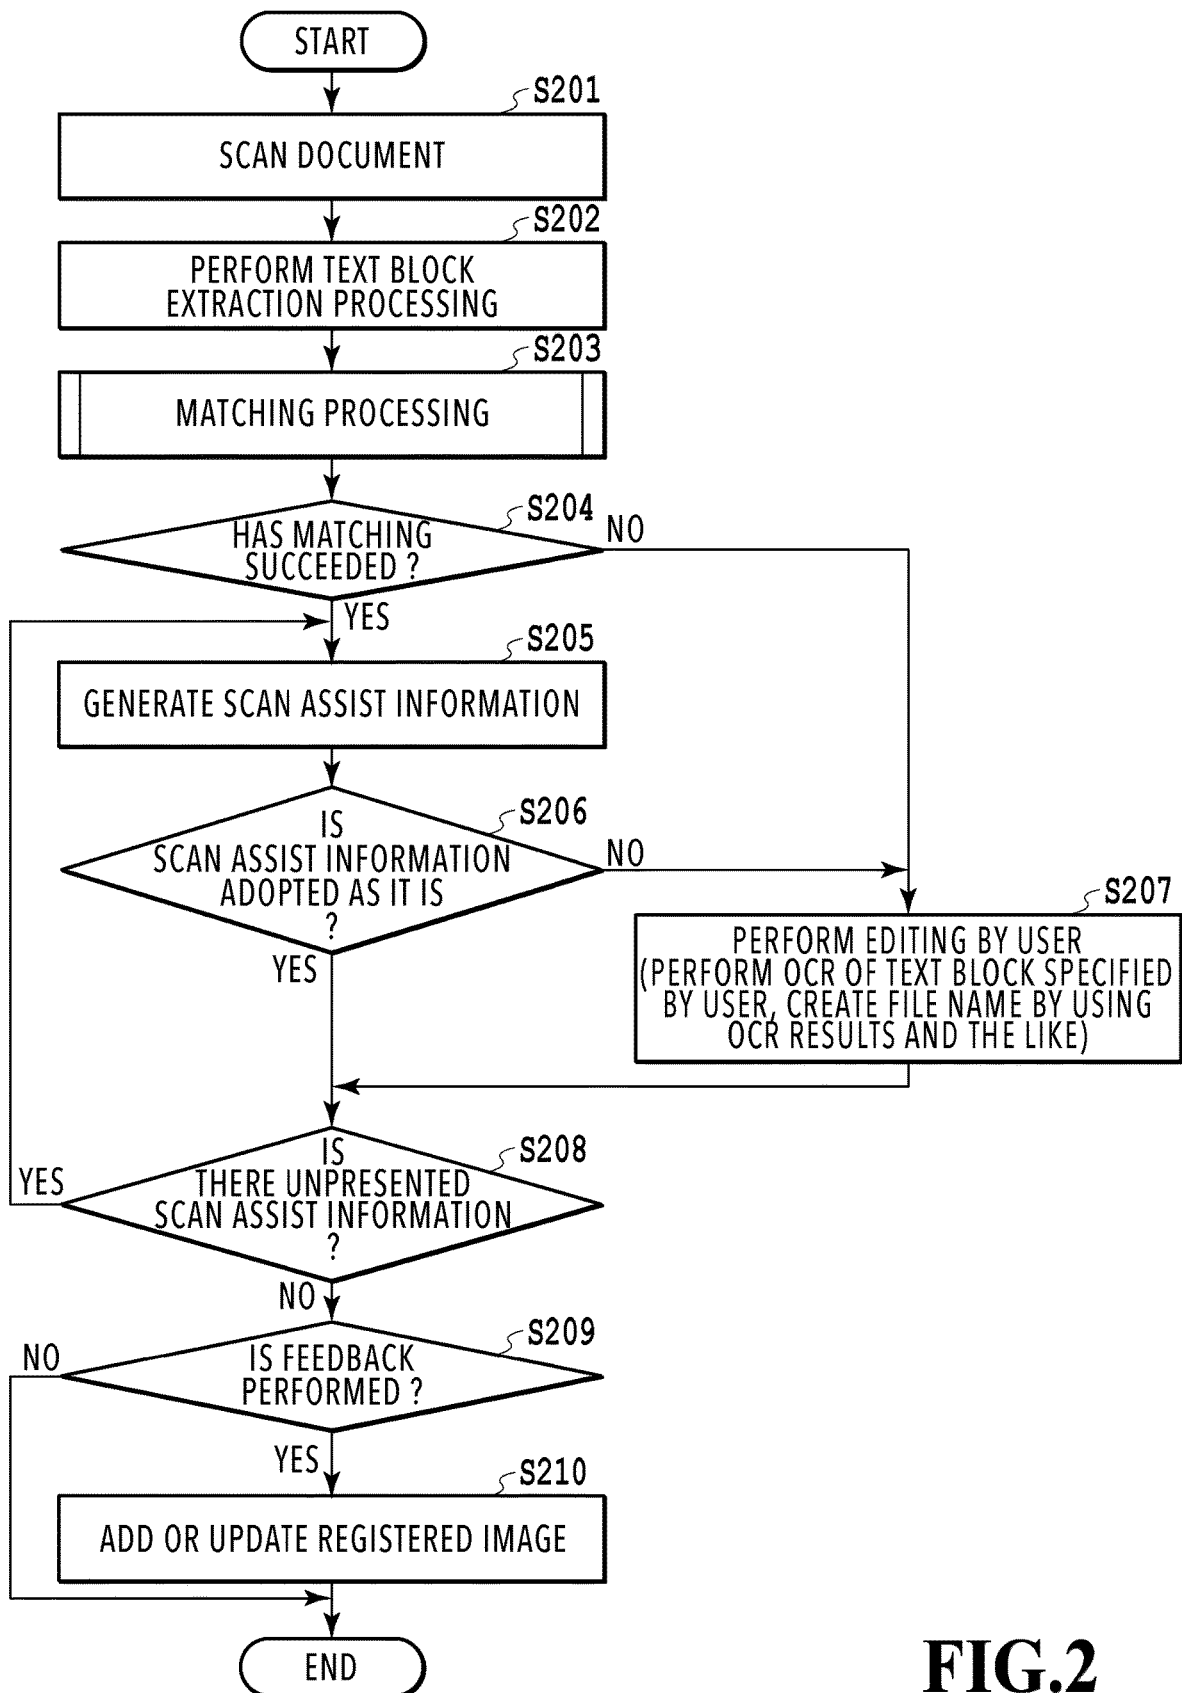 START
S201
SCAN DOCUMENT
S202
PERFORM TEXT BLOCK
EXTRACTION PROCESSING
S203
MATCHING PROCESSING
S204
HAS MATCHING
SUCCEEDED ?
NO
YES
S205
GENERATE SCAN ASSIST INFORMATION
S206
IS
SCAN ASSIST INFORMATION
ADOPTED AS IT IS
?
NO
YES
S207
PERFORM EDITING BY USER
(PERFORM OCR OF TEXT BLOCK SPECIFIED
BY USER, CREATE FILE NAME BY USING
OCR RESULTS AND THE LIKE)
S208
IS
THERE UNPRESENTED
SCAN ASSIST INFORMATION
?
YES
NO
S209
IS FEEDBACK
PERFORMED ?
NO
YES
S210
ADD OR UPDATE REGISTERED IMAGE
END
FIG.2